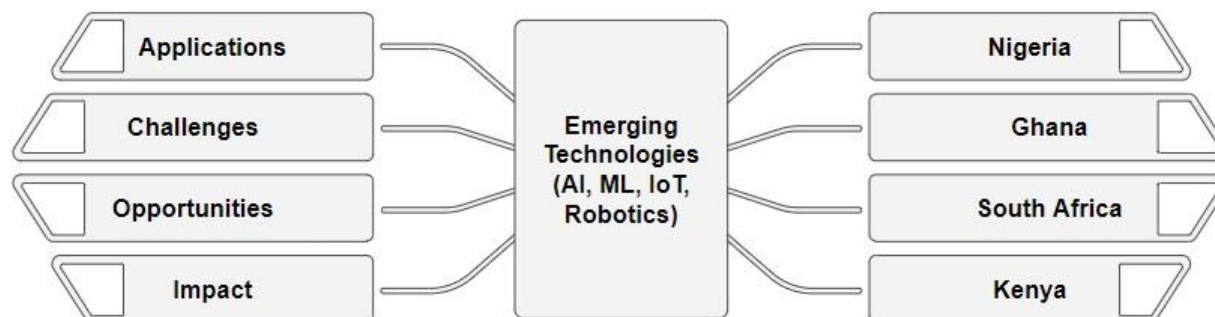 Applications
Challenges
Opportunities
Impact
Emerging
Technologies
(AI, ML, IoT,
Robotics)
Nigeria
Ghana
South Africa
Kenya